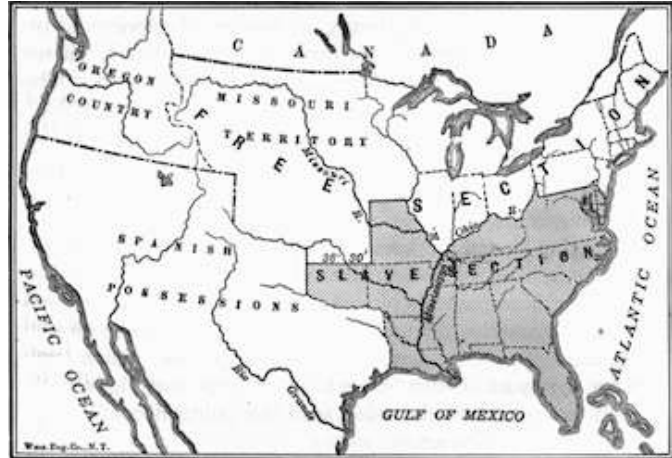 CANADA
OREGON
COUNTRY
MISSOURI
TERRITORY
FREE SECTION
Missouri
R.
Ohio
R.
36° 30'
SLAVE SECTION
Mississippi
SPANISH
POSSESSIONS
Rio Grande
PACIFIC OCEAN
ATLANTIC OCEAN
GULF OF MEXICO